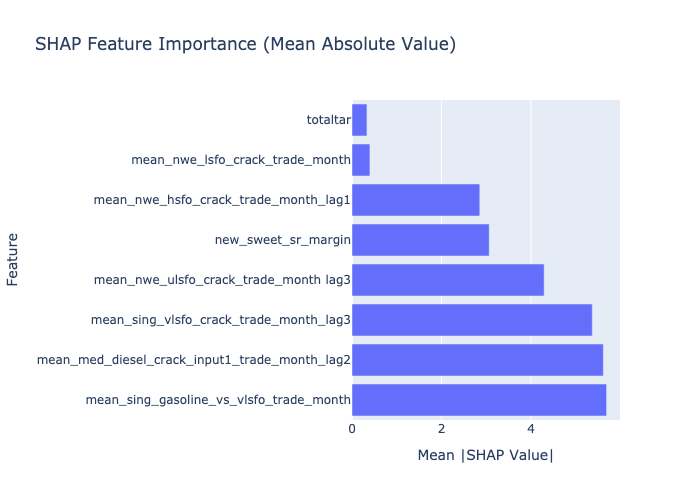 SHAP Feature Importance (Mean Absolute Value)
Feature
totaltar
mean_nwe_lsfo_crack_trade_month
mean_nwe_hsfo_crack_trade_month_lag1
new_sweet_sr_margin
mean_nwe_ulsfo_crack_trade_month lag3
mean_sing_vlsfo_crack_trade_month_lag3
mean_med_diesel_crack_input1_trade_month_lag2
mean_sing_gasoline_vs_vlsfo_trade_month
0 2 4
Mean |SHAP Value|